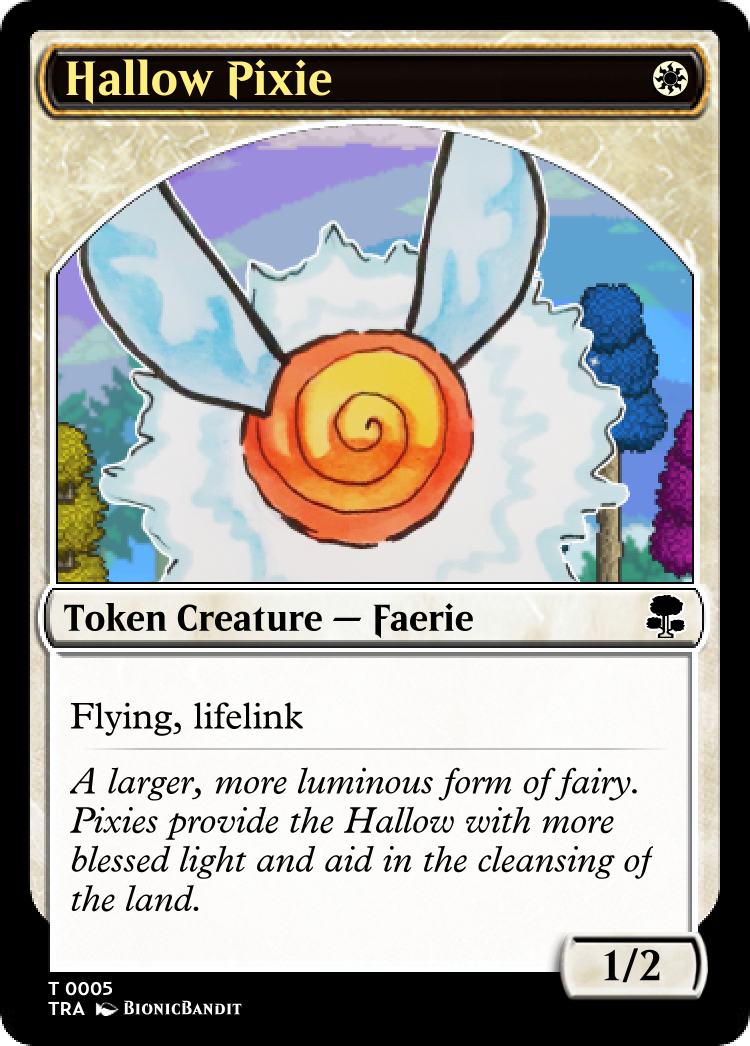 Hallow Pixie
Token Creature — Faerie
Flying, lifelink
A larger, more luminous form of fairy.
Pixies provide the Hallow with more
blessed light and aid in the cleansing of
the land.
1/2
T 0005
TRA BionicBandit